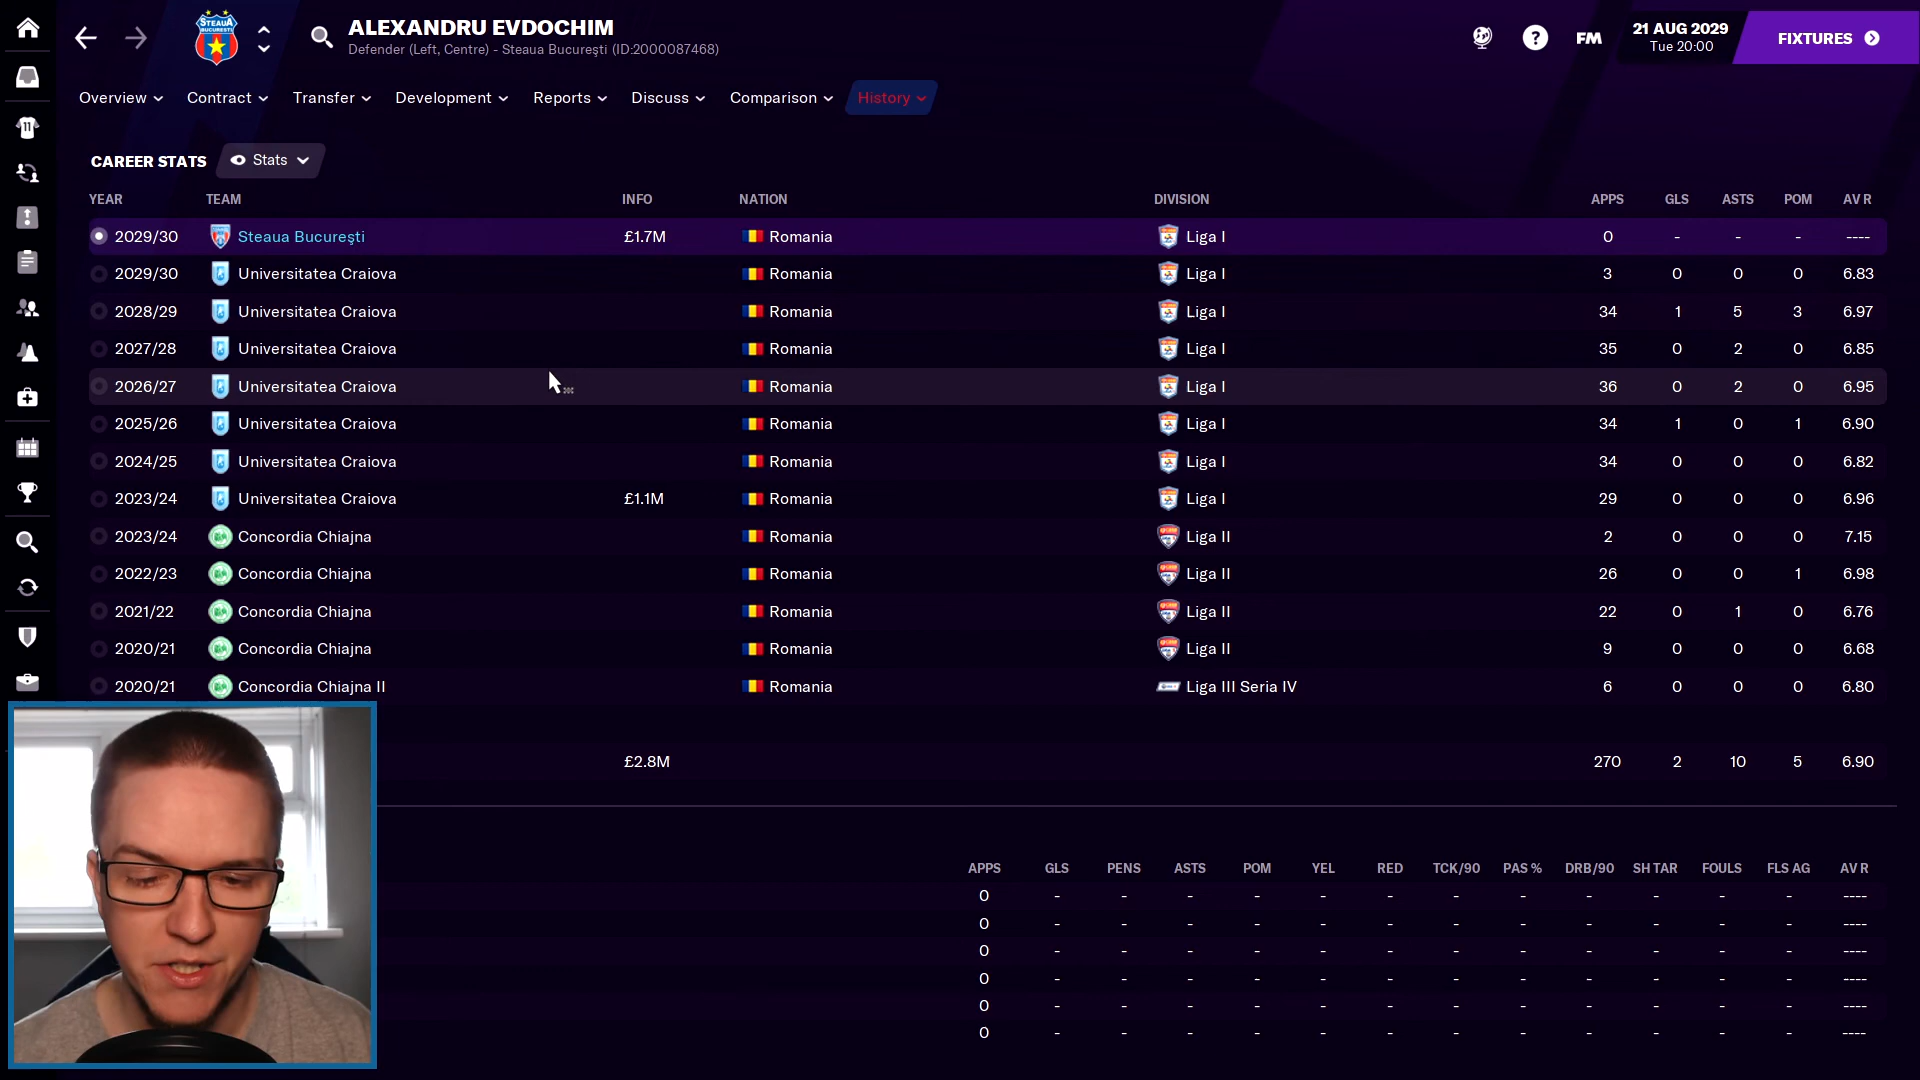 ALEXANDRU EVDOCHIM
Defender (Left, Centre) - Steaua Bucureşti (ID:2000087468)
FM
21 AUG 2029
Tue 20:00
FIXTURES
Overview Contract Transfer Development Reports Discuss Comparison History
CAREER STATS Stats
YEAR TEAM INFO NATION DIVISION APPS GLS ASTS POM AV R
2029/30 Steaua Bucureşti £1.7M Romania Liga I 0 - - - ----
2029/30 Universitatea Craiova Romania Liga I 3 0 0 0 6.83
2028/29 Universitatea Craiova Romania Liga I 34 1 5 3 6.97
2027/28 Universitatea Craiova Romania Liga I 35 0 2 0 6.85
2026/27 Universitatea Craiova Romania Liga I 36 0 2 0 6.95
2025/26 Universitatea Craiova Romania Liga I 34 1 0 1 6.90
2024/25 Universitatea Craiova Romania Liga I 34 0 0 0 6.82
2023/24 Universitatea Craiova £1.1M Romania Liga I 29 0 0 0 6.96
2023/24 Concordia Chiajna Romania Liga II 2 0 0 0 7.15
2022/23 Concordia Chiajna Romania Liga II 26 0 0 1 6.98
2021/22 Concordia Chiajna Romania Liga II 22 0 1 0 6.76
2020/21 Concordia Chiajna Romania Liga II 9 0 0 0 6.68
2020/21 Concordia Chiajna II Romania Liga III Seria IV 6 0 0 0 6.80
£2.8M 270 2 10 5 6.90
APPS GLS PENS ASTS POM YEL RED TCK/90 PAS % DRB/90 SH TAR FOULS FLS AG AV R
0 - - - - - - - - - - - - ----
0 - - - - - - - - - - - - ----
0 - - - - - - - - - - - - ----
0 - - - - - - - - - - - - ----
0 - - - - - - - - - - - - ----
0 - - - - - - - - - - - - ----